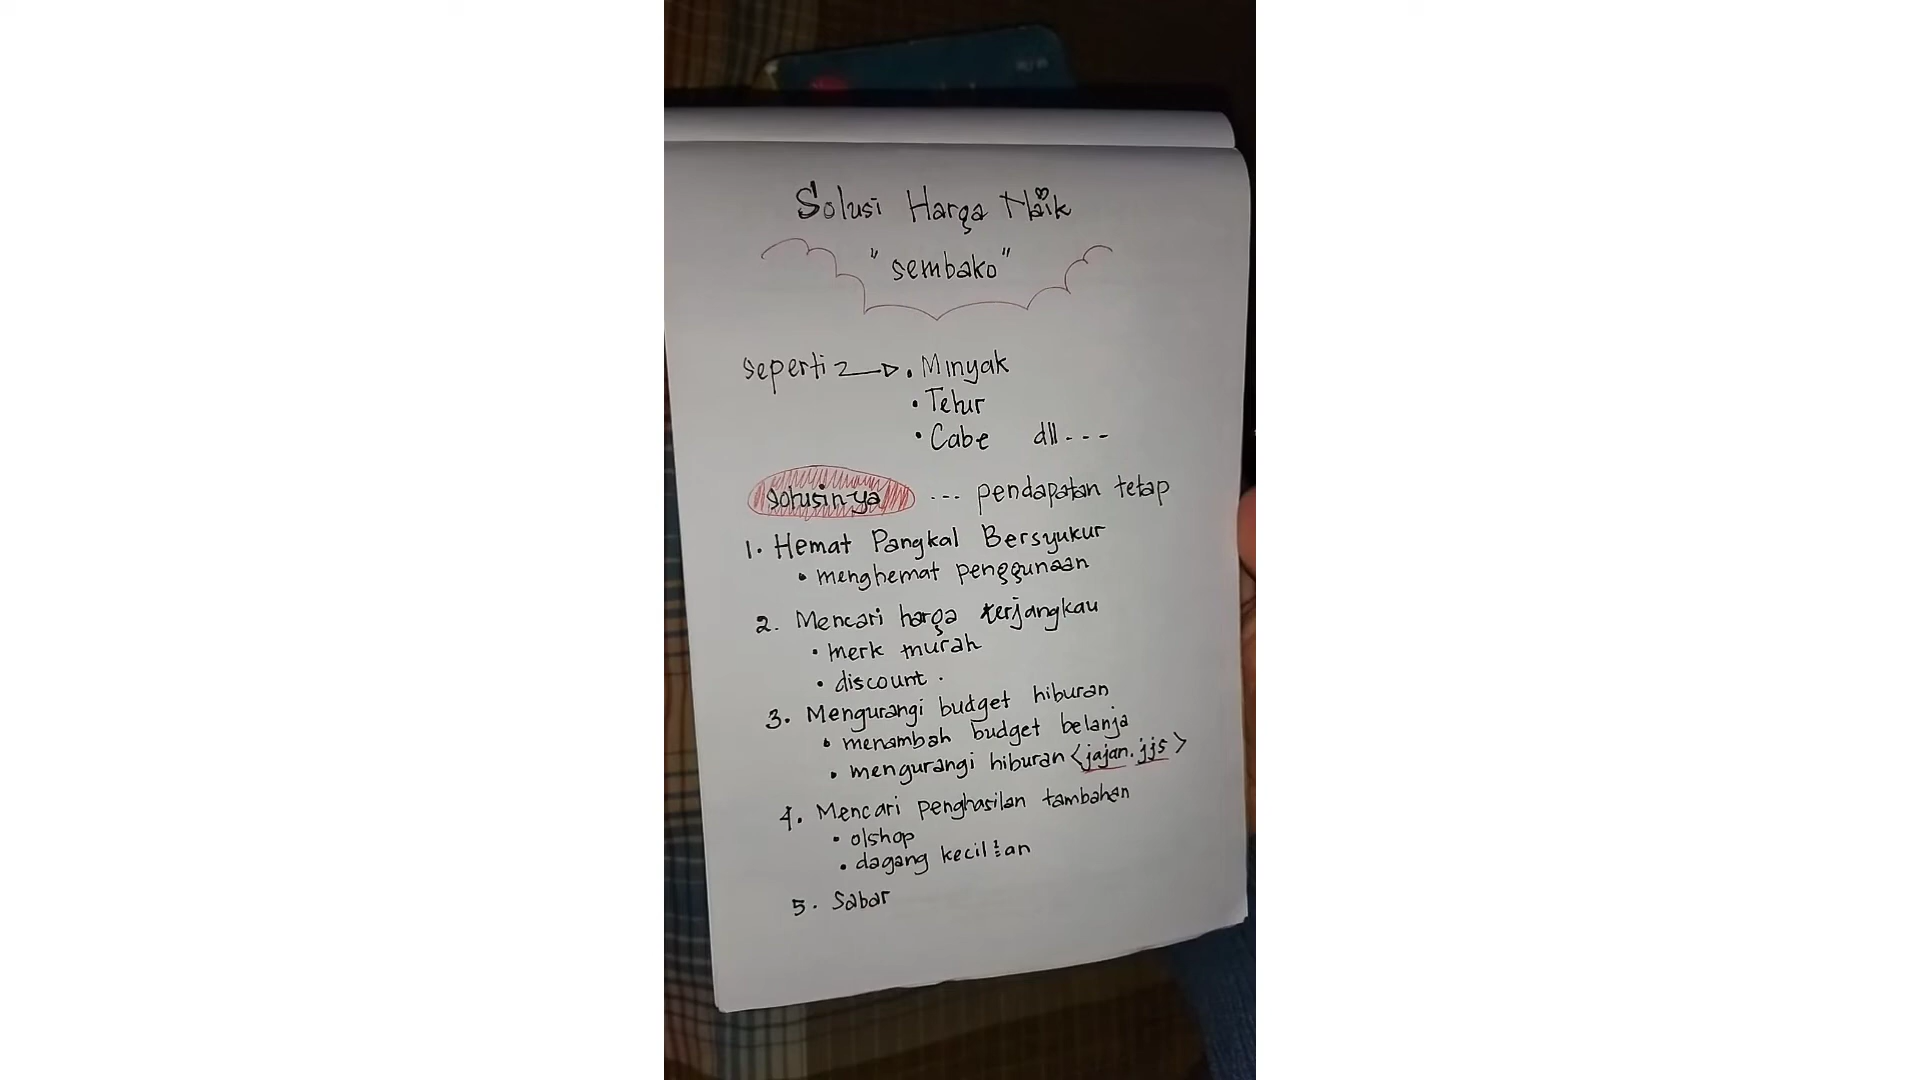 Solusi Harga Naik
"sembako"
seperti 2 → • Minyak
• Telur
• Cabe dll ---
solusinya --- pendapatan tetap
1. Hemat Pangkal Bersyukur
• menghemat penggunaan
2. Mencari harga terjangkau
• merk murah
• discount .
3. Mengurangi budget hiburan
• menambah budget belanja
• mengurangi hiburan <jajan. jjs>
4. Mencari penghasilan tambahan
• olshop
• dagang kecil²an
5. Sabar